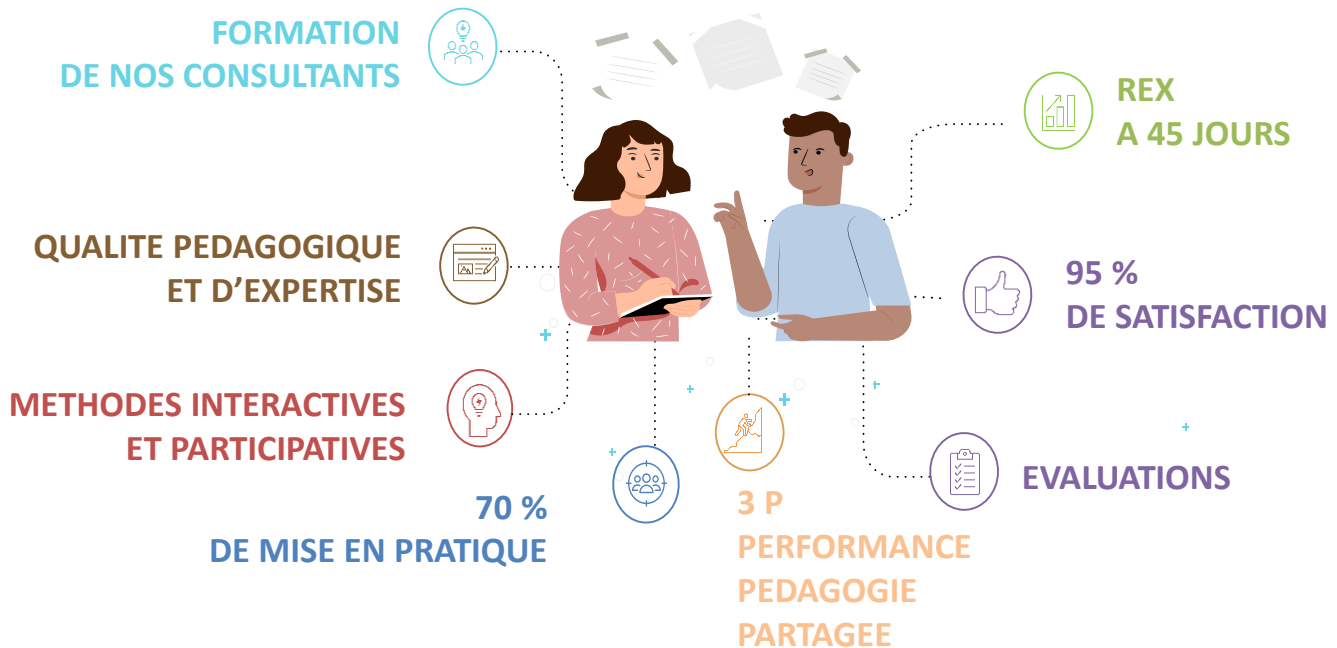 FORMATION
DE NOS CONSULTANTS
REX
A 45 JOURS
QUALITE PEDAGOGIQUE
ET D'EXPERTISE
95 %
DE SATISFACTION
METHODES INTERACTIVES
ET PARTICIPATIVES
EVALUATIONS
70 %
DE MISE EN PRATIQUE
3 P
PERFORMANCE
PEDAGOGIE
PARTAGEE